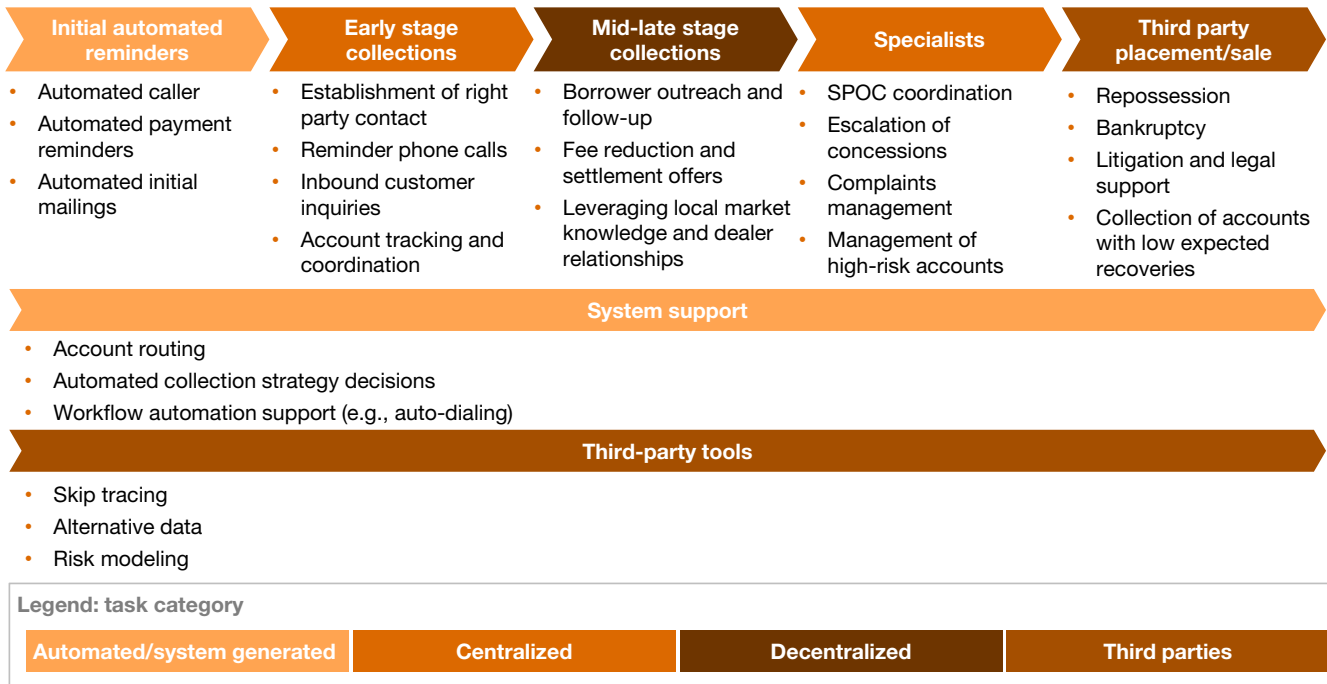 Initial automated
reminders
Early stage
collections
Mid-late stage
collections
Specialists
Third party
placement/sale
• Automated caller
• Automated payment
reminders
• Automated initial
mailings
• Establishment of right
party contact
• Reminder phone calls
• Inbound customer
inquiries
• Account tracking and
coordination
• Borrower outreach and
follow-up
• Fee reduction and
settlement offers
• Leveraging local market
knowledge and dealer
relationships
• SPOC coordination
• Escalation of
concessions
• Complaints
management
• Management of
high-risk accounts
• Repossession
• Bankruptcy
• Litigation and legal
support
• Collection of accounts
with low expected
recoveries
System support
• Account routing
• Automated collection strategy decisions
• Workflow automation support (e.g., auto-dialing)
Third-party tools
• Skip tracing
• Alternative data
• Risk modeling
Legend: task category
Automated/system generated
Centralized
Decentralized
Third parties